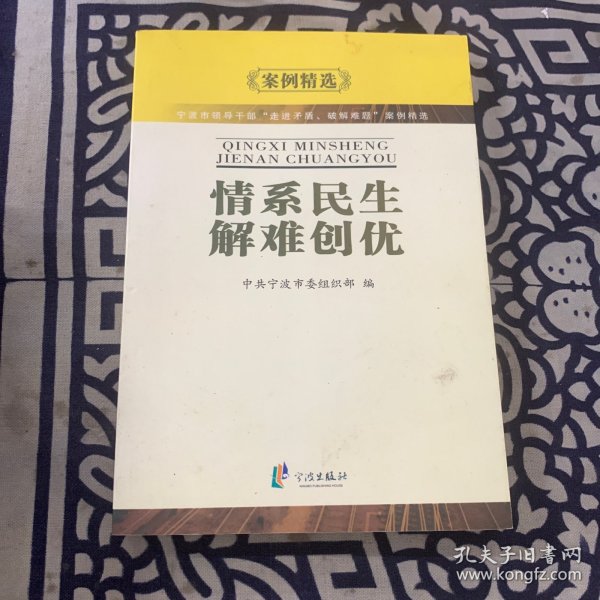 案例精选
宁波市领导干部“走进矛盾、破解难题”案例精选
QINGXI MINSHENG
JIENAN CHUANGYOU
情系民生
解难创优
中共宁波市委组织部 编
宁波出版社
NINGBO PUBLISHING HOUSE
孔夫子旧书网
www.kongfz.com